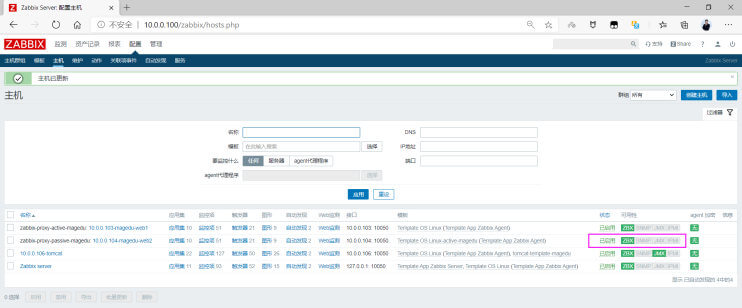 Zabbix Server: 配置主机
不安全 | 10.0.0.100/zabbix/hosts.php
ZABBIX 监测 资产记录 报表 配置 管理 支持 Share ?
主机群组 模板 主机 维护 动作 关联项事件 自动发现 服务 Zabbix Server
主机已更新
主机 群组 所有 创建主机 导入
过滤器
名称 DNS
模板 在此输入搜索 选择 IP地址
要监控什么 任何 服务器 agent代理程序 端口
agent代理程序 选择
应用 重设
名称 应用集 监控项 触发器 图形 自动发现 Web监测 接口 模板 状态 可用性 agent 加密 信息
zabbix-proxy-active-magedu: 10.0.0.103-magedu-web1 应用集 10 监控项 51 触发器 21 图形 9 自动发现 2 Web监测 10.0.0.103: 10050 Template OS Linux (Template App Zabbix Agent) 已启用 ZBX SNMP JMX IPMI 无
zabbix-proxy-passive-magedu: 10.0.0.104-magedu-web2 应用集 10 监控项 51 触发器 21 图形 9 自动发现 2 Web监测 10.0.0.104: 10050 Template OS Linux-active-magedu (Template App Zabbix Agent) 已启用 ZBX SNMP JMX IPMI 无
10.0.0.106-tomcat 应用集 22 监控项 127 触发器 50 图形 25 自动发现 2 Web监测 10.0.0.106: 10050 Template OS Linux (Template App Zabbix Agent), tomcat-template-magedu 已启用 ZBX SNMP JMX IPMI 无
Zabbix server 应用集 11 监控项 93 触发器 52 图形 15 自动发现 2 Web监测 127.0.0.1: 10050 Template App Zabbix Server, Template OS Linux (Template App Zabbix Agent) 已启用 ZBX SNMP JMX IPMI 无
显示 已自动发现的 4中的4
0 选择 启用 禁用 导出 批量更新 删除